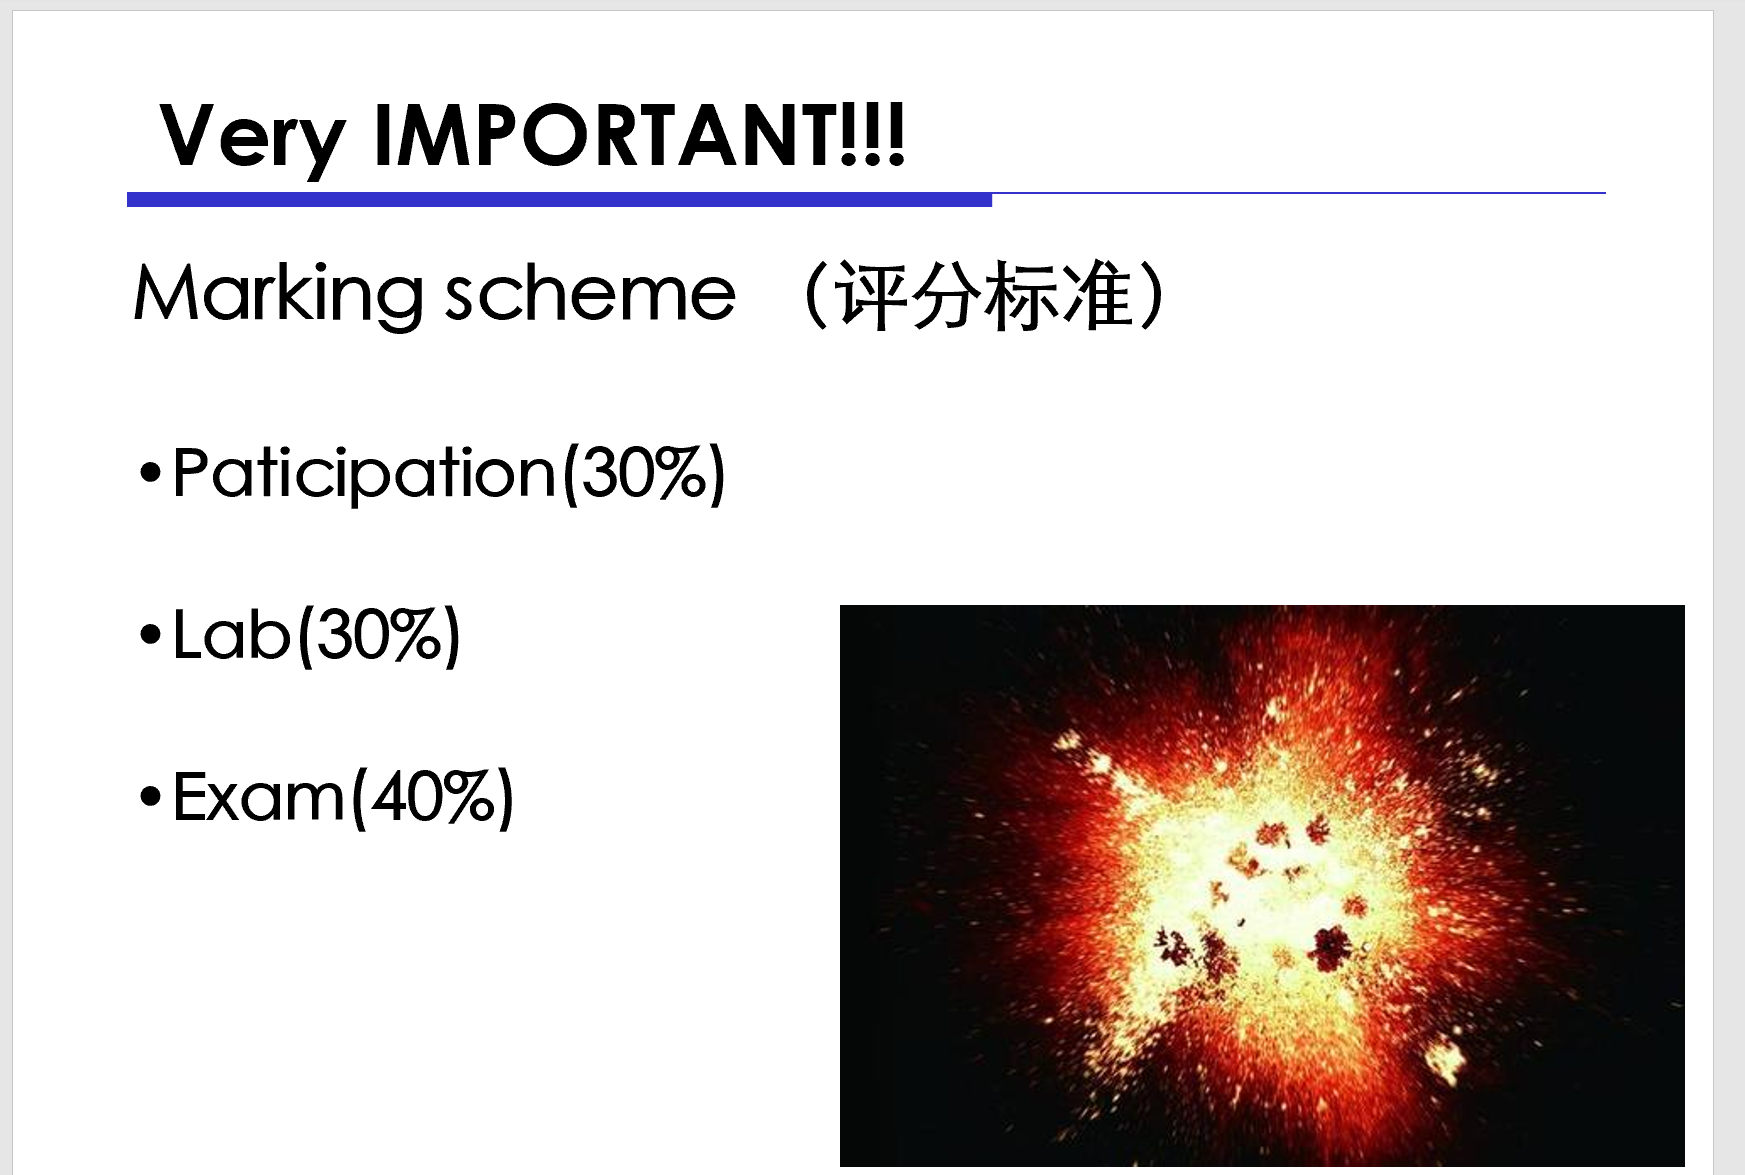 Very IMPORTANT!!!
Marking scheme （评分标准）
•Paticipation(30%)
•Lab(30%)
•Exam(40%)